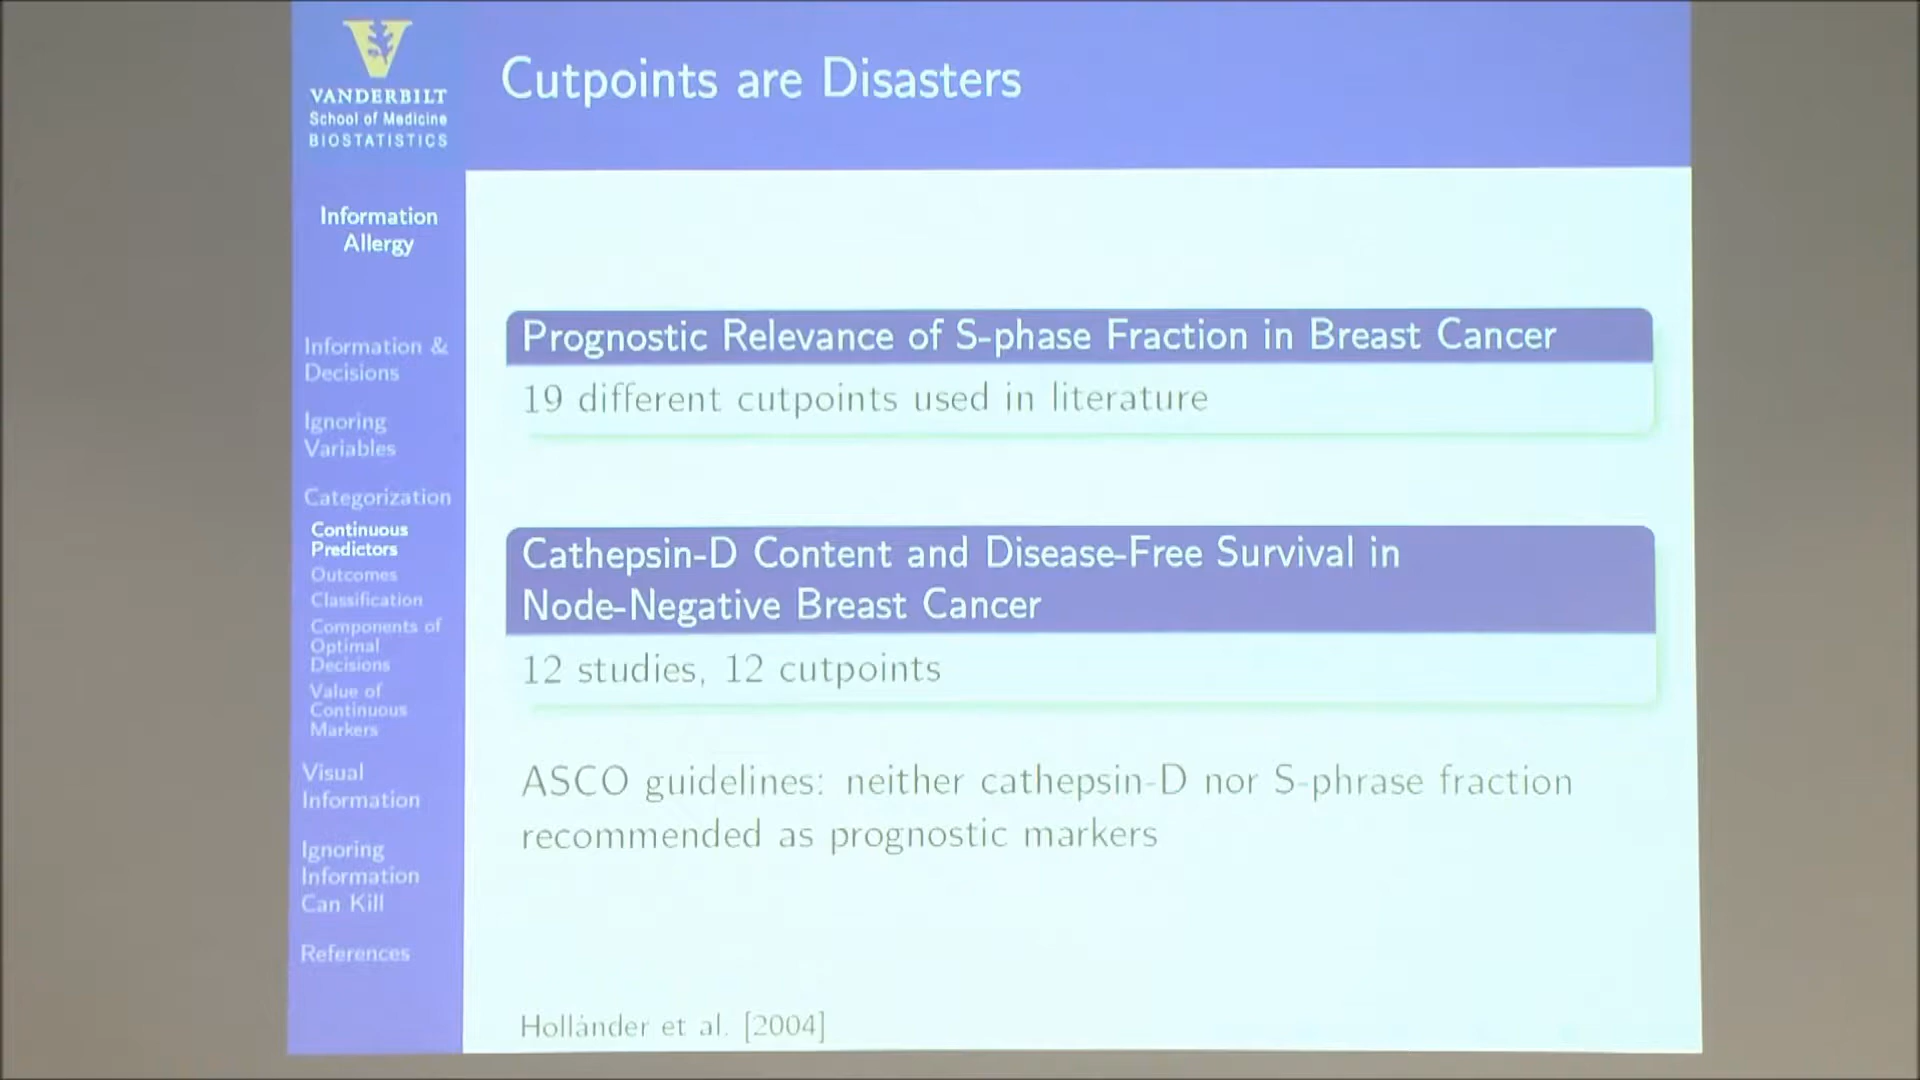 VANDERBILT
School of Medicine
BIOSTATISTICS
Cutpoints are Disasters
Information
Allergy
Information &
Decisions
Ignoring
Variables
Categorization
Continuous
Predictors
Outcomes
Classification
Components of
Optimal
Decisions
Value of
Continuous
Markers
Visual
Information
Ignoring
Information
Can Kill
References
Prognostic Relevance of S-phase Fraction in Breast Cancer
19 different cutpoints used in literature
Cathepsin-D Content and Disease-Free Survival in
Node-Negative Breast Cancer
12 studies, 12 cutpoints
ASCO guidelines: neither cathepsin-D nor S-phrase fraction
recommended as prognostic markers
Holländer et al. [2004]